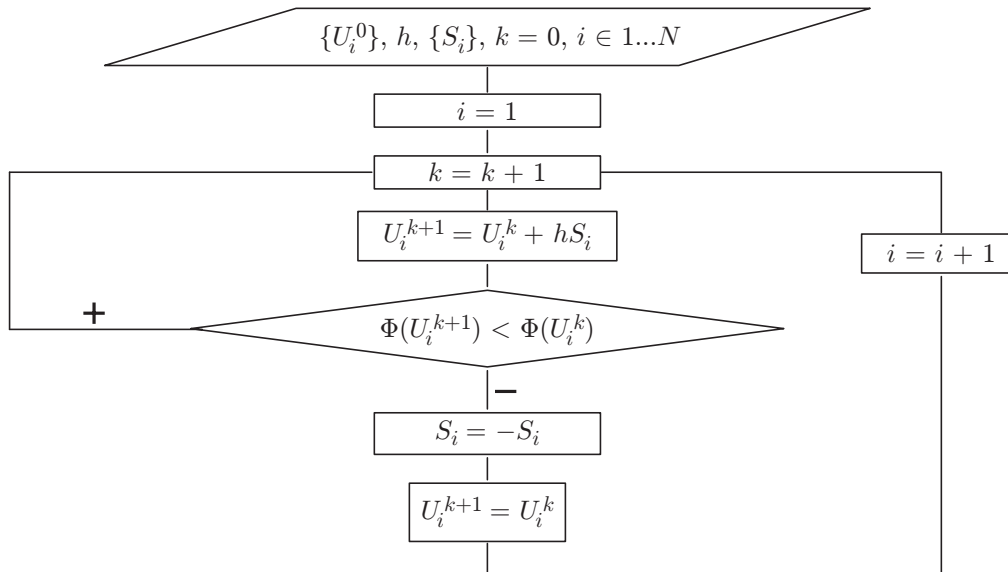 {U_i^0}, h, {S_i}, k = 0, i ∈ 1...N
i = 1
k = k + 1
U_i^{k+1} = U_i^k + hS_i
i = i + 1
+
Φ(U_i^{k+1}) < Φ(U_i^k)
−
S_i = −S_i
U_i^{k+1} = U_i^k